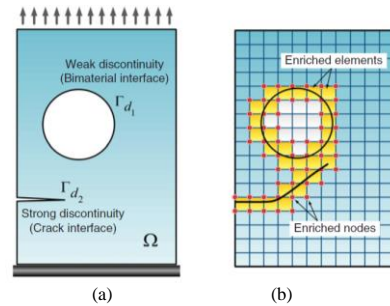 Weak discontinuity
(Bimaterial interface)
Γd1
Γd2
Strong discontinuity
(Crack interface)
Ω
(a)
Enriched elements
Enriched nodes
(b)